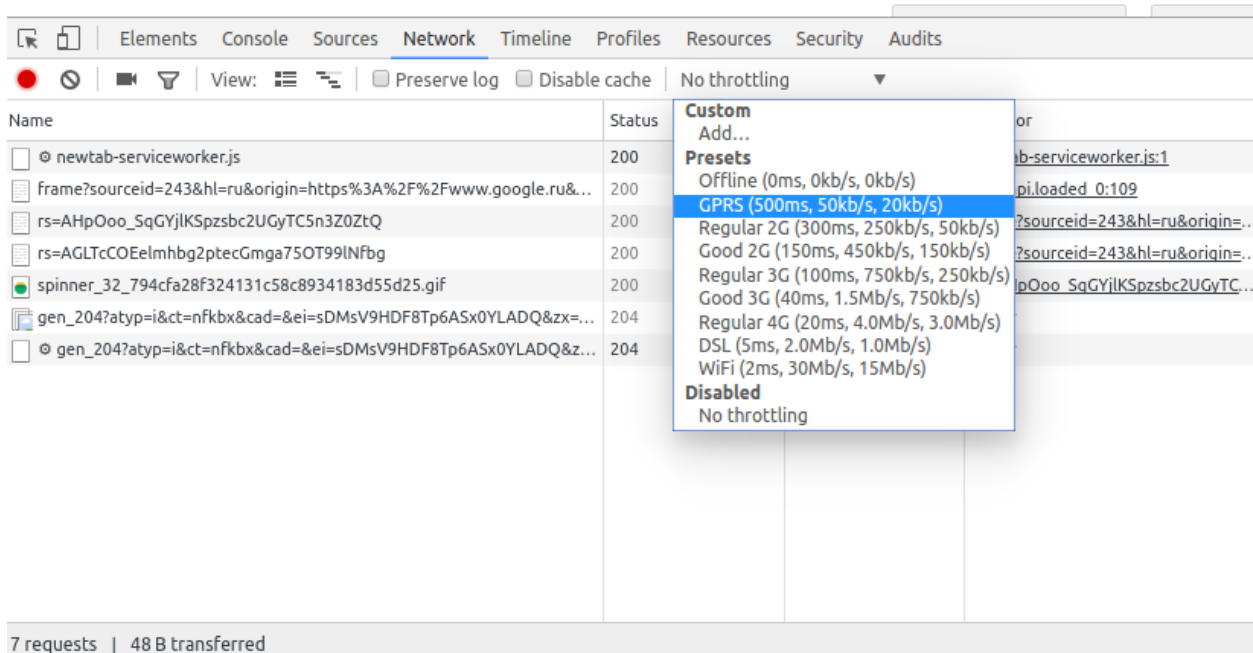 Elements Console Sources Network Timeline Profiles Resources Security Audits
View: Preserve log Disable cache No throttling
Name Status or
newtab-serviceworker.js 200 ab-serviceworker.js:1
frame?sourceid=243&hl=ru&origin=https%3A%2F%2Fwww.google.ru&... 200 pi.loaded_0:109
rs=AHpOoo_SqGYjlKSpzsbc2UGyTC5n3Z0ZtQ 200 ?sourceid=243&hl=ru&origin=...
rs=AGLTcCOEelmhbg2ptecGmga75OT99lNfbg 200 ?sourceid=243&hl=ru&origin=...
spinner_32_794cfa28f324131c58c8934183d55d25.gif 200 pOoo_SqGYjlKSpzsbc2UGyTC...
gen_204?atyp=i&ct=nfkbx&cad=&ei=sDMsV9HDF8Tp6ASx0YLADQ&zx=... 204
gen_204?atyp=i&ct=nfkbx&cad=&ei=sDMsV9HDF8Tp6ASx0YLADQ&z... 204
Custom
Add...
Presets
Offline (0ms, 0kb/s, 0kb/s)
GPRS (500ms, 50kb/s, 20kb/s)
Regular 2G (300ms, 250kb/s, 50kb/s)
Good 2G (150ms, 450kb/s, 150kb/s)
Regular 3G (100ms, 750kb/s, 250kb/s)
Good 3G (40ms, 1.5Mb/s, 750kb/s)
Regular 4G (20ms, 4.0Mb/s, 3.0Mb/s)
DSL (5ms, 2.0Mb/s, 1.0Mb/s)
WiFi (2ms, 30Mb/s, 15Mb/s)
Disabled
No throttling
7 requests | 48 B transferred